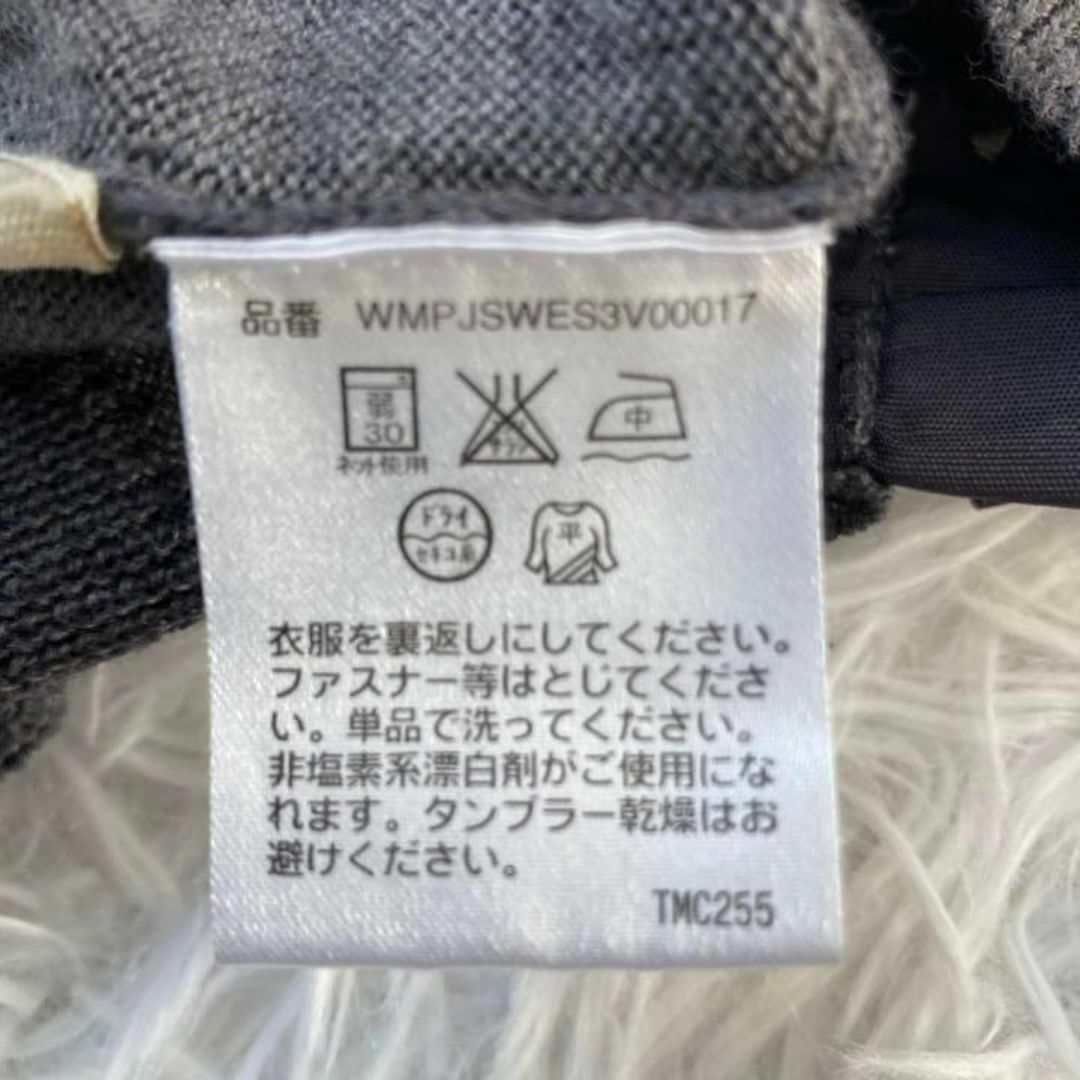 品番 WMPJSWES3V00017
弱 中
30
ネット使用
ドライ 平
セキユ系
衣服を裏返しにしてください。
ファスナー等はとじてくださ
い。単品で洗ってください。
非塩素系漂白剤がご使用にな
れます。タンブラー乾燥はお
避けください。
TMC255